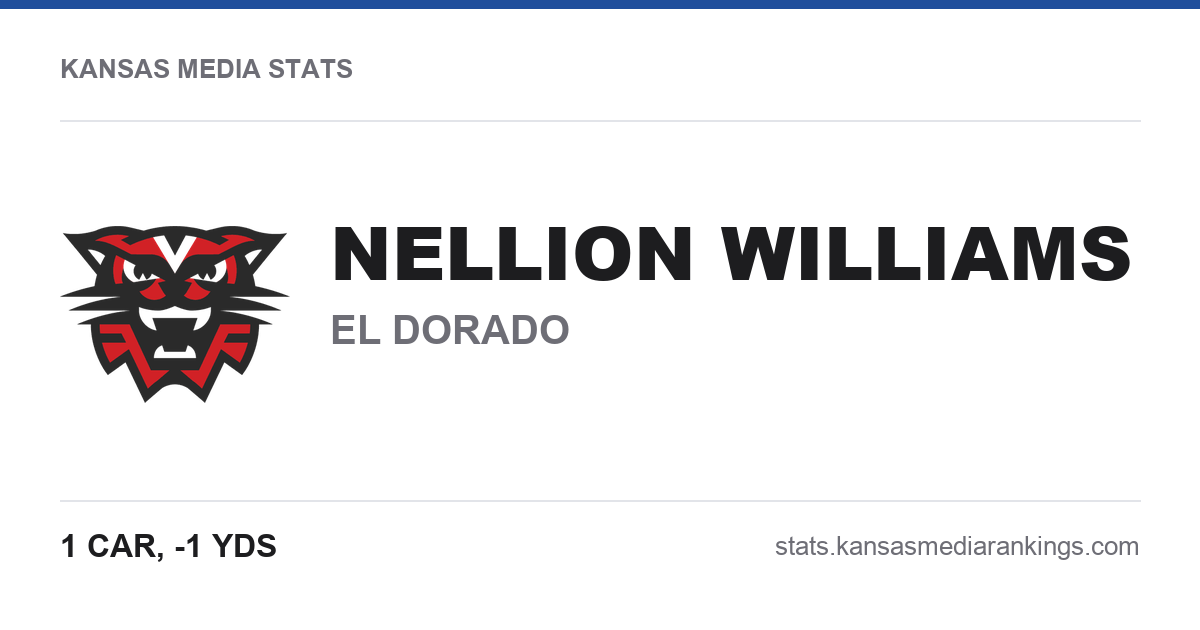 KANSAS MEDIA STATS
NELLION WILLIAMS
EL DORADO
1 CAR, -1 YDS
stats.kansasmediarankings.com